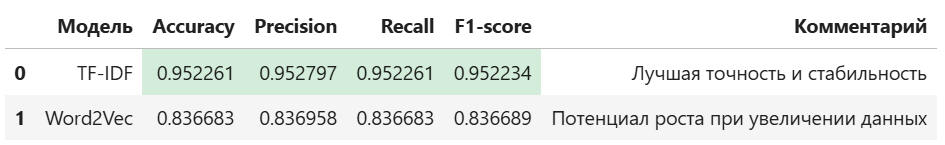 Модель Accuracy Precision Recall F1-score Комментарий
0 TF-IDF 0.952261 0.952797 0.952261 0.952234 Лучшая точность и стабильность
1 Word2Vec 0.836683 0.836958 0.836683 0.836689 Потенциал роста при увеличении данных